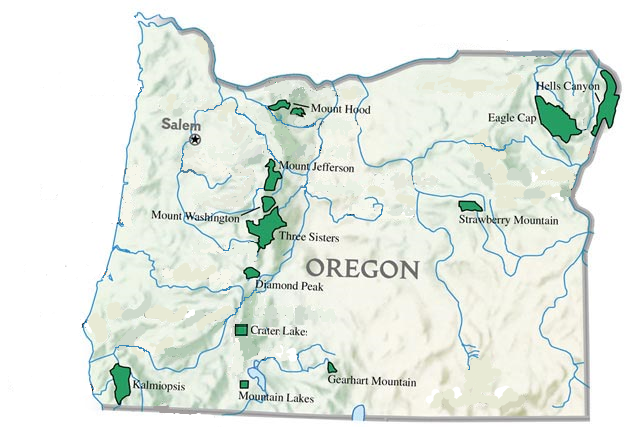 Hells Canyon
Mount Hood
Eagle Cap
Salem
Mount Jefferson
Mount Washington
Strawberry Mountain
Three Sisters
OREGON
Diamond Peak
Crater Lake
Kalmiopsis
Gearhart Mountain
Mountain Lakes